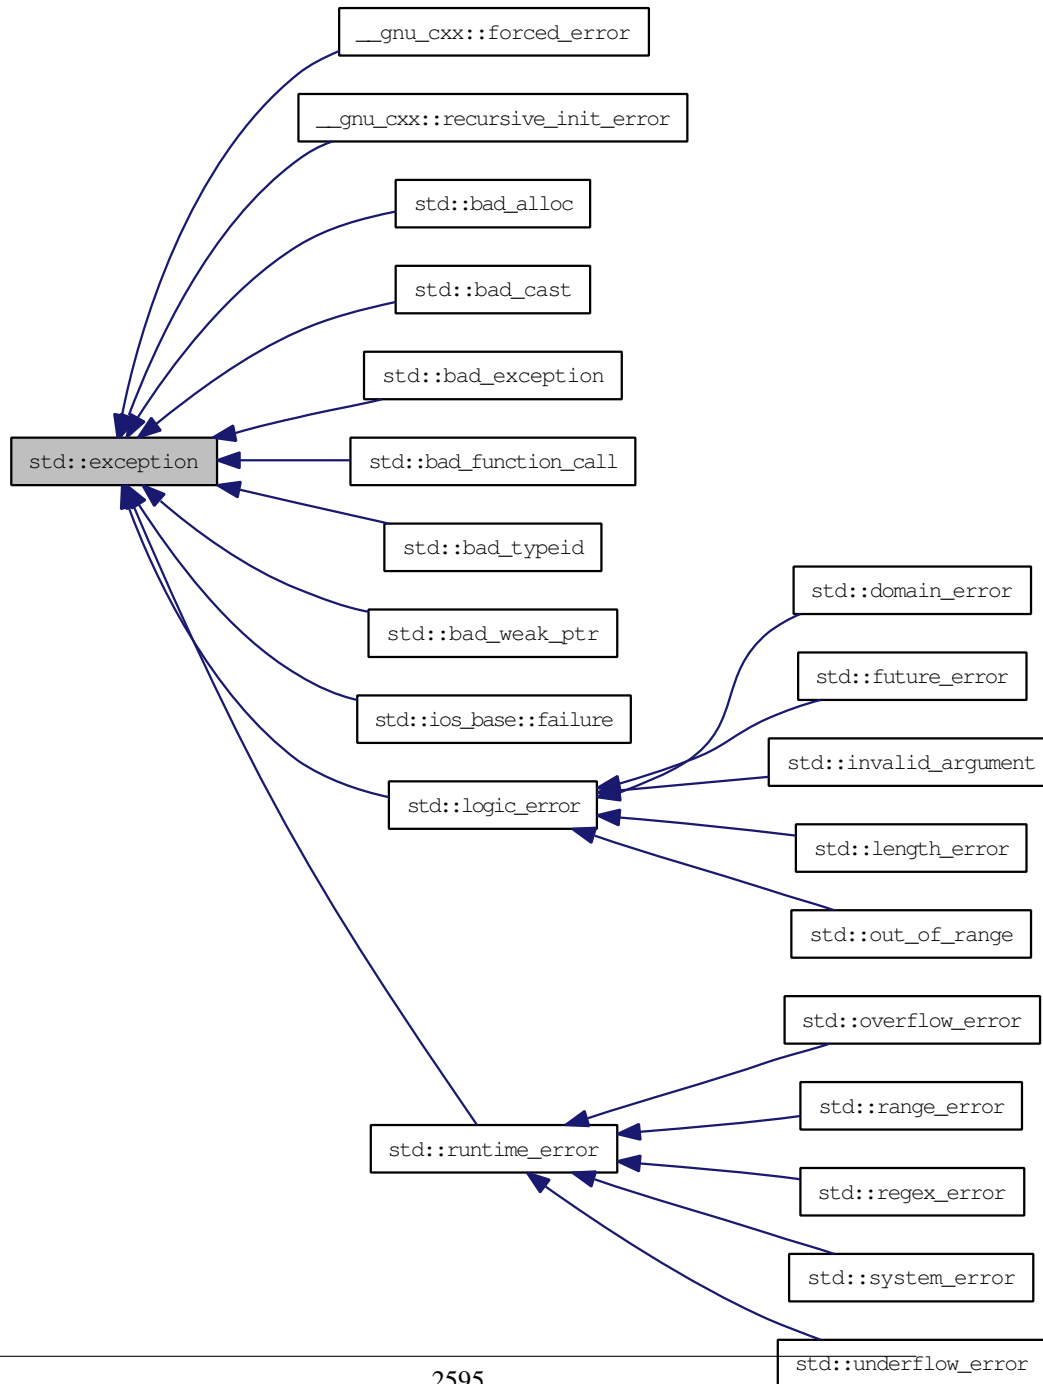 __gnu_cxx::forced_error
__gnu_cxx::recursive_init_error
std::bad_alloc
std::bad_cast
std::bad_exception
std::exception
std::bad_function_call
std::bad_typeid
std::bad_weak_ptr
std::ios_base::failure
std::logic_error
std::domain_error
std::future_error
std::invalid_argument
std::length_error
std::out_of_range
std::runtime_error
std::overflow_error
std::range_error
std::regex_error
std::system_error
std::underflow_error
2595